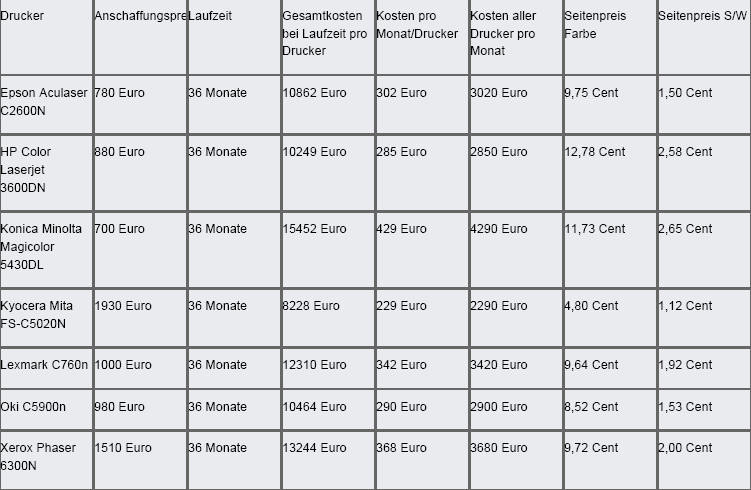 Drucker Anschaffungspre Laufzeit Gesamtkosten Kosten pro Kosten aller Seitenpreis Seitenpreis S/W
bei Laufzeit pro Monat/Drucker Drucker pro Farbe
Drucker Monat
Epson Aculaser 780 Euro 36 Monate 10862 Euro 302 Euro 3020 Euro 9,75 Cent 1,50 Cent
C2600N
HP Color 880 Euro 36 Monate 10249 Euro 285 Euro 2850 Euro 12,78 Cent 2,58 Cent
Laserjet
3600DN
Konica Minolta 700 Euro 36 Monate 15452 Euro 429 Euro 4290 Euro 11,73 Cent 2,65 Cent
Magicolor
5430DL
Kyocera Mita 1930 Euro 36 Monate 8228 Euro 229 Euro 2290 Euro 4,80 Cent 1,12 Cent
FS-C5020N
Lexmark C760n 1000 Euro 36 Monate 12310 Euro 342 Euro 3420 Euro 9,64 Cent 1,92 Cent
Oki C5900n 980 Euro 36 Monate 10464 Euro 290 Euro 2900 Euro 8,52 Cent 1,53 Cent
Xerox Phaser 1510 Euro 36 Monate 13244 Euro 368 Euro 3680 Euro 9,72 Cent 2,00 Cent
6300N